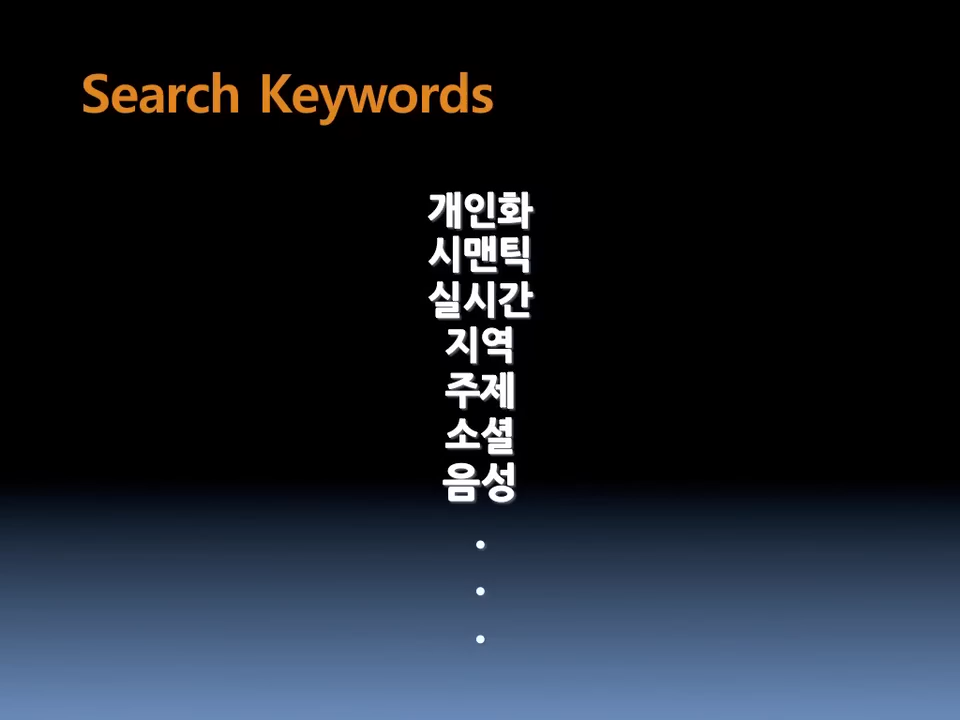 Search Keywords
개인화
시맨틱
실시간
지역
주제
소셜
음성
.
.
.